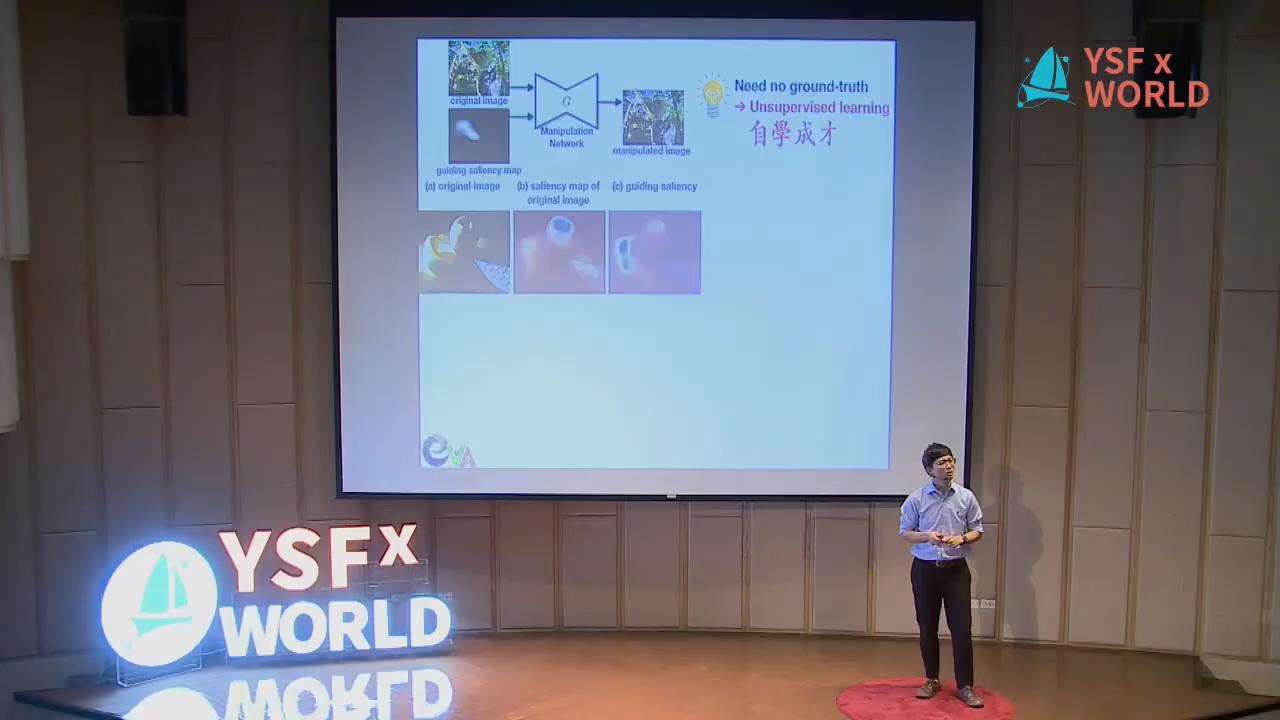 YSF x
WORLD
original image
G
Manipulation
Network
guiding saliency map
manipulated image
Need no ground-truth
→ Unsupervised learning
自學成才
(a) original image
(b) saliency map of
original image
(c) guiding saliency
eVA
YSF x
WORLD